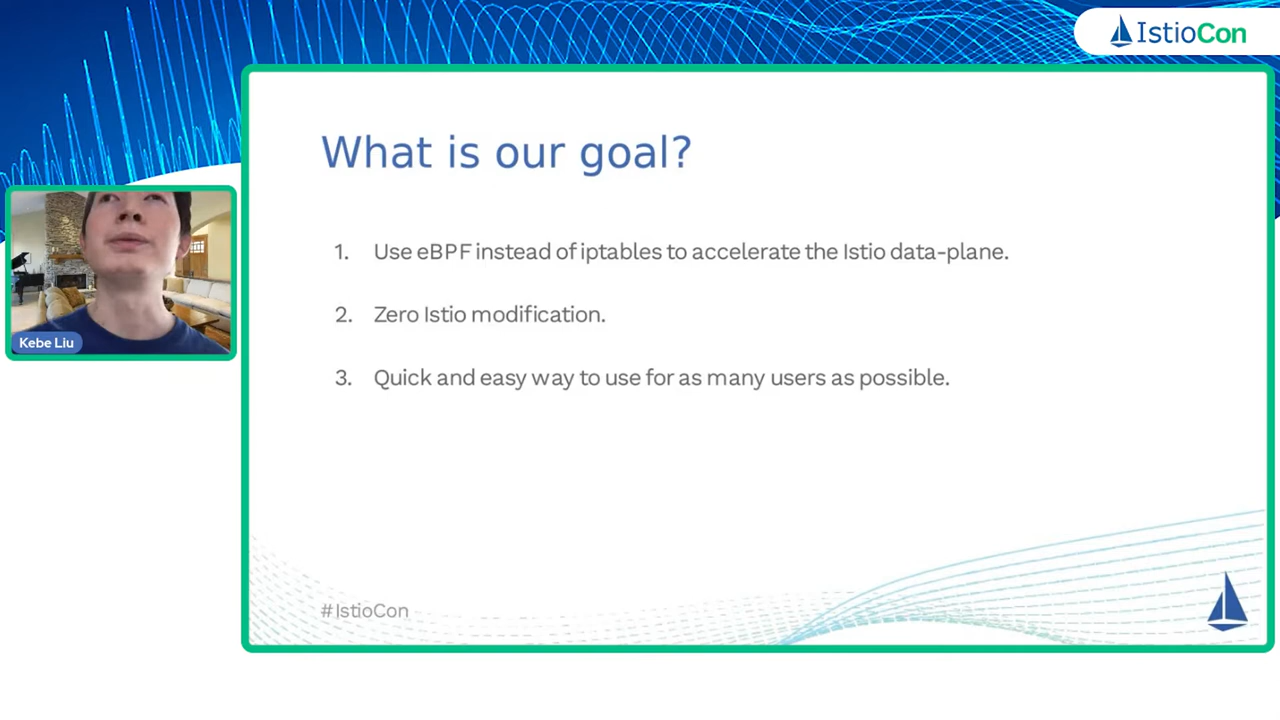 IstioCon
What is our goal?
1. Use eBPF instead of iptables to accelerate the Istio data-plane.
2. Zero Istio modification.
3. Quick and easy way to use for as many users as possible.
Kebe Liu
#IstioCon